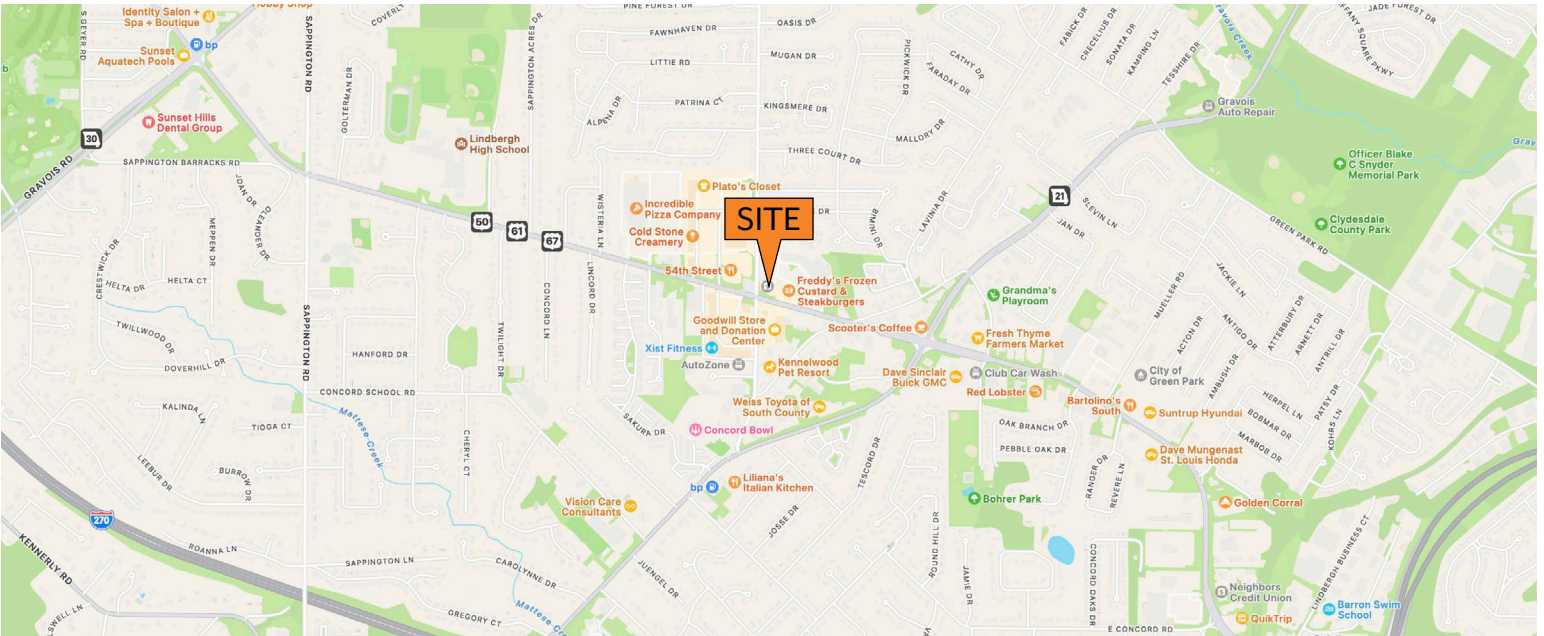 Identity Salon +
Spa + Boutique
Hobby Shop
PINE FOREST DR
OASIS DR
JADE FOREST DR
S GEYER RD
SAPPINGTON RD
COVERLY
SAPPINGTON ACRES DR
FAWNHAVEN DR
MUGAN DR
PICKWICK DR
CATHY DR
FARADAY DR
FABICK DR
CRECELIUS DR
SONATA DR
KAMPING LN
TESSHIRE DR
Gravois Creek
TIFFANY SQUARE PKWY
bp
Sunset
Aquatech Pools
LITTIE RD
GOLTERMAN DR
PATRINA CT
ALPENA DR
KINGSMERE DR
MALLORY DR
Gravois
Auto Repair
Sunset Hills
Dental Group
30
GRAVOIS RD
SAPPINGTON BARRACKS RD
Lindbergh
High School
THREE COURT DR
Officer Blake
C Snyder
Memorial Park
Grav
JOAN DR
OLEANDER DR
MEPPEN DR
WISTERIA LN
Plato's Closet
Incredible
Pizza Company
Cold Stone
Creamery
SITE
DR
BIMINI DR
LAVINIA DR
21
SLEVIN LN
JAN DR
GREEN PARK RD
Clydesdale
County Park
50
61
67
CRESTWICK DR
HELTA DR
HELTA CT
54th Street
Freddy's Frozen
Custard &
Steakburgers
Grandma's
Playroom
MUELLER RD
JACKIE LN
LINCORD DR
CONCORD LN
TWILIGHT DR
SAPPINGTON RD
TWILLWOOD DR
DOVERHILL DR
HANFORD DR
CONCORD SCHOOL RD
Goodwill Store
and Donation
Center
Scooter's Coffee
Fresh Thyme
Farmers Market
ACTON DR
ANTIGO DR
ATTERBURY DR
ARNETT DR
ANTRILL DR
AMBUSH DR
Xist Fitness
AutoZone
Kennelwood
Pet Resort
Dave Sinclair
Buick GMC
Club Car Wash
Red Lobster
City of
Green Park
HERPEL LN
BOBMAR DR
MARBOB DR
PATSY DR
KOHRS LN
Weiss Toyota of
South County
Bartolino's
South
Suntrup Hyundai
KALINDA LN
TIOGA CT
Mattese Creek
CHERYL CT
SAKURA DR
Concord Bowl
OAK BRANCH DR
PEBBLE OAK DR
TESCORD DR
RANGER DR
REVERE LN
Dave Mungenast
St. Louis Honda
LEEBUR DR
BURROW DR
bp
Liliana's
Italian Kitchen
Vision Care
Consultants
JOSSE DR
Bohrer Park
Golden Corral
270
KENNERLY RD
ROANNA LN
SAPPINGTON LN
CAROLYNNE DR
JUENGEL DR
ROUND HILL DR
JAMIE DR
CONCORD OAKS DR
LINDBERGH BUSINESS CT
Neighbors
Credit Union
Barron Swim
School
QuikTrip
GREGORY CT
Mattese Cr
E CONCORD RD